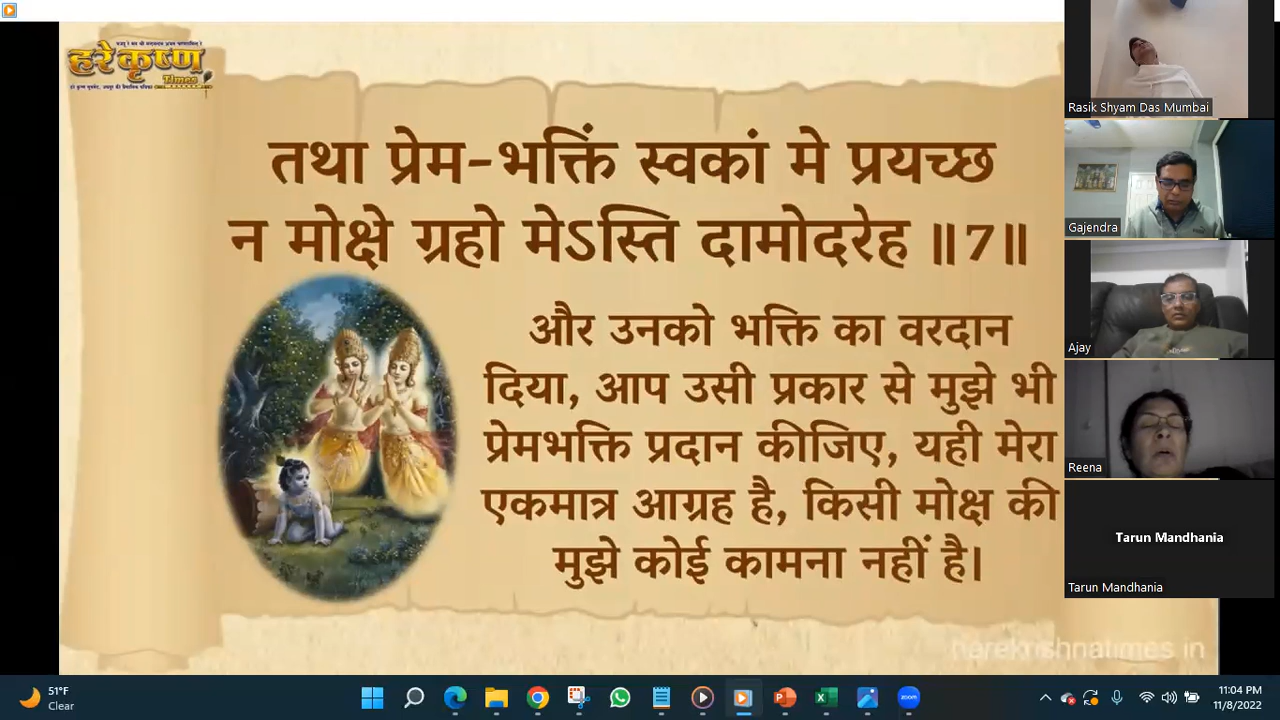 हरे कृष्ण
Times
तथा प्रेम-भक्तिं स्वकां मे प्रयच्छ
न मोक्षे ग्रहो मेऽस्ति दामोदरेह ॥7॥
और उनको भक्ति का वरदान
दिया, आप उसी प्रकार से मुझे भी
प्रेमभक्ति प्रदान कीजिए, यही मेरा
एकमात्र आग्रह है, किसी मोक्ष की
मुझे कोई कामना नहीं है।
harekrishnatimes.in
Rasik Shyam Das Mumbai
Gajendra
Ajay
Reena
Tarun Mandhania
Tarun Mandhania
51°F
Clear
zoom
11:04 PM
11/8/2022